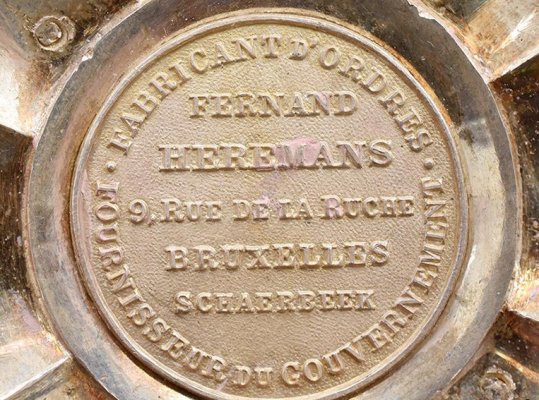 FABRICANT D'ORDRES
FERNAND
HEREMANS
9, RUE DE LA RUCHE
BRUXELLES
SCHAERBEEK
FOURNISSEUR DU GOUVERNEMENT